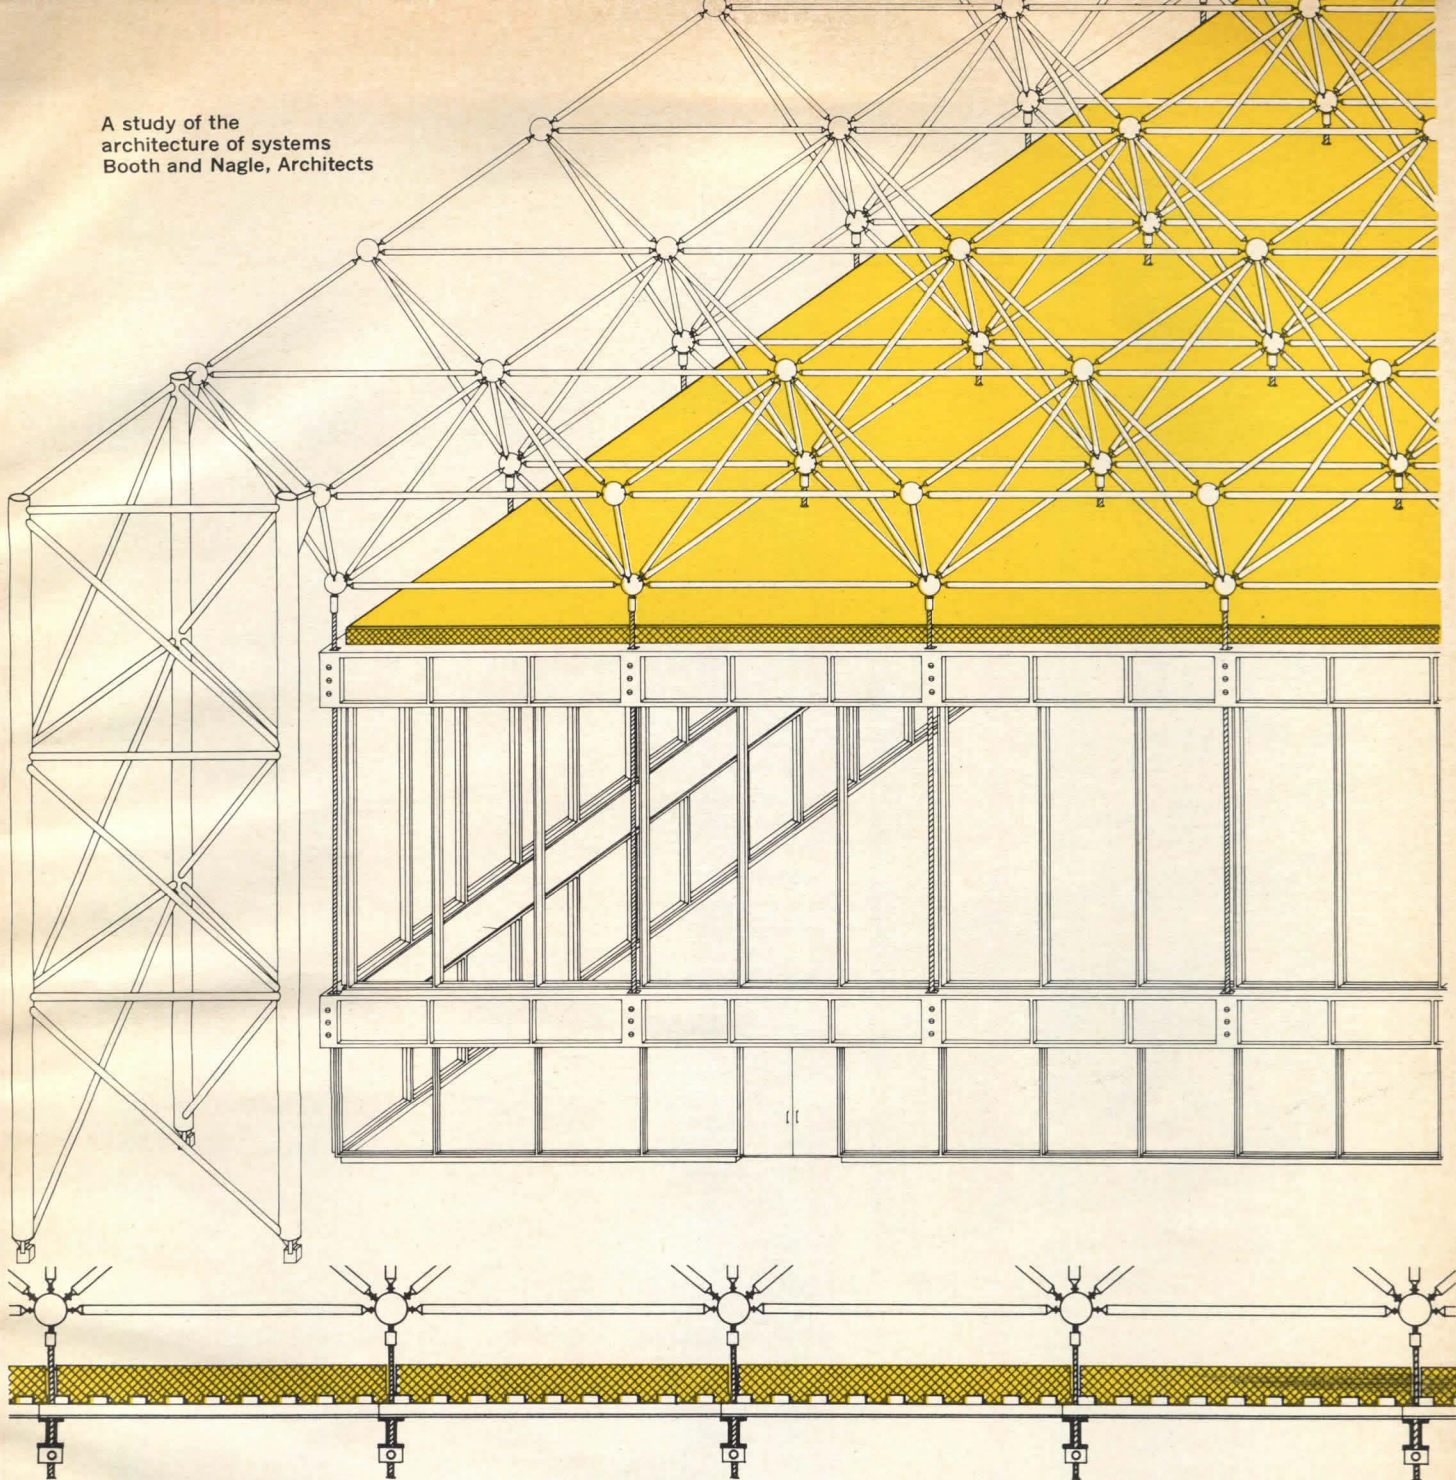 A study of the
architecture of systems
Booth and Nagle, Architects